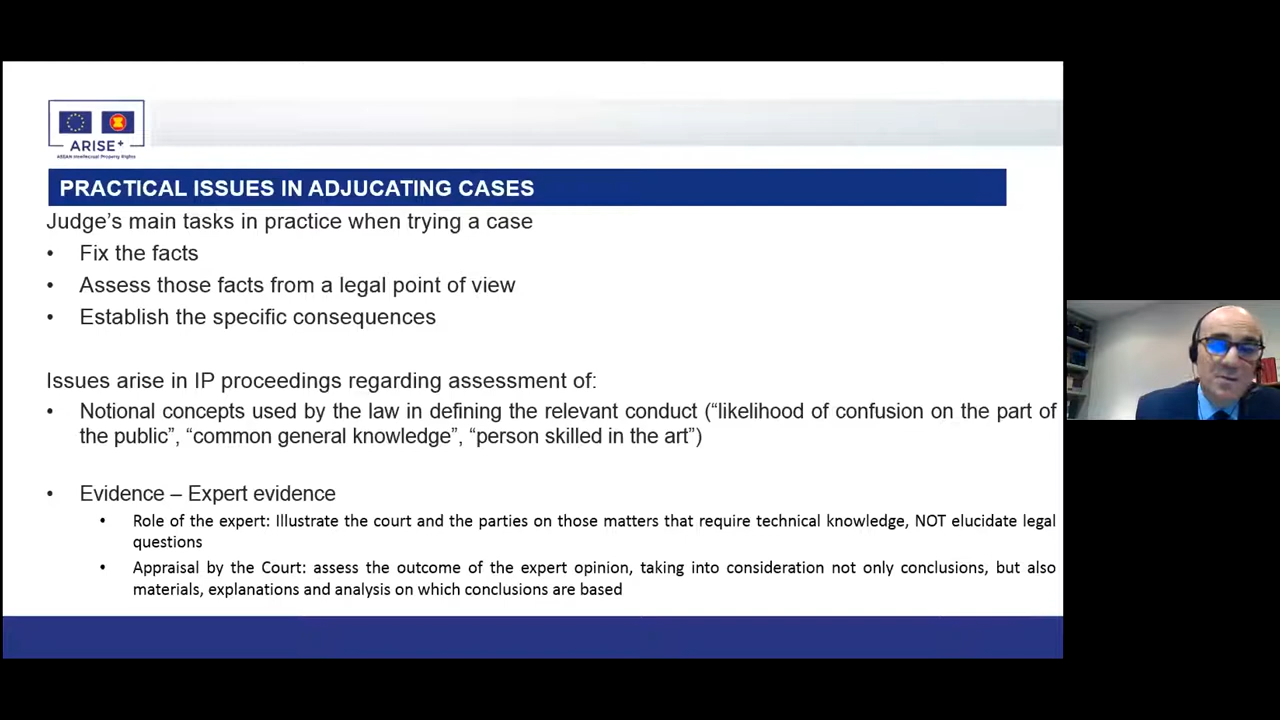 ARISE+
ASEAN Intellectual Property Rights
PRACTICAL ISSUES IN ADJUCATING CASES
Judge’s main tasks in practice when trying a case
• Fix the facts
• Assess those facts from a legal point of view
• Establish the specific consequences
Issues arise in IP proceedings regarding assessment of:
• Notional concepts used by the law in defining the relevant conduct (“likelihood of confusion on the part of
the public”, “common general knowledge”, “person skilled in the art”)
• Evidence – Expert evidence
• Role of the expert: Illustrate the court and the parties on those matters that require technical knowledge, NOT elucidate legal
questions
• Appraisal by the Court: assess the outcome of the expert opinion, taking into consideration not only conclusions, but also
materials, explanations and analysis on which conclusions are based